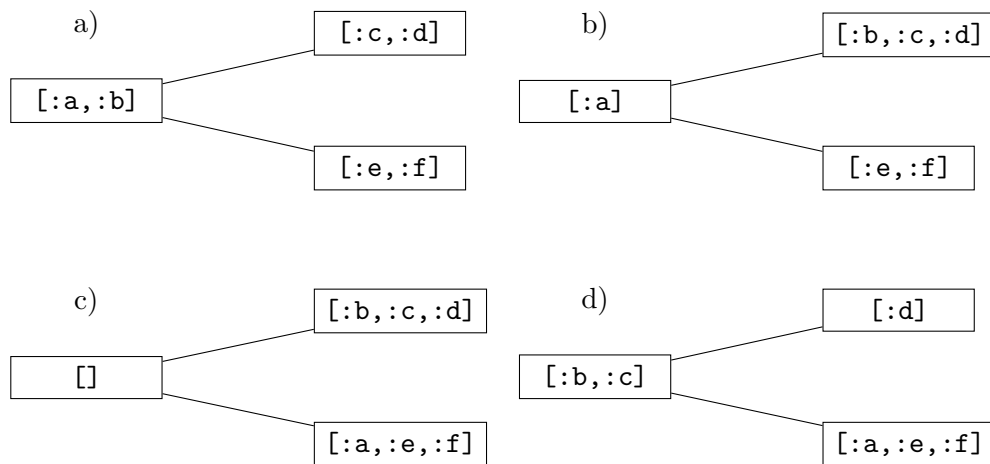 a)
[:c,:d]
[:a,:b]
[:e,:f]
b)
[:b,:c,:d]
[:a]
[:e,:f]
c)
[:b,:c,:d]
[]
[:a,:e,:f]
d)
[:d]
[:b,:c]
[:a,:e,:f]